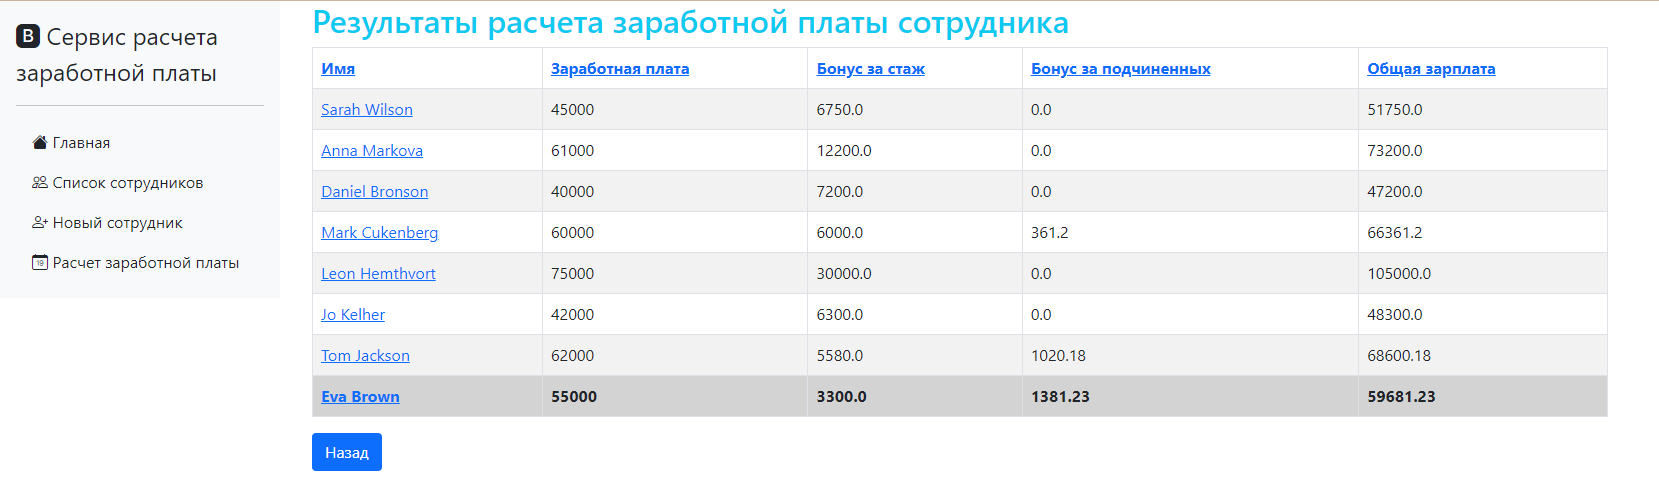 B Сервис расчета
заработной платы
Главная
Список сотрудников
Новый сотрудник
19 Расчет заработной платы
Результаты расчета заработной платы сотрудника
Имя Заработная плата Бонус за стаж Бонус за подчиненных Общая зарплата
Sarah Wilson 45000 6750.0 0.0 51750.0
Anna Markova 61000 12200.0 0.0 73200.0
Daniel Bronson 40000 7200.0 0.0 47200.0
Mark Cukenberg 60000 6000.0 361.2 66361.2
Leon Hemthvort 75000 30000.0 0.0 105000.0
Jo Kelher 42000 6300.0 0.0 48300.0
Tom Jackson 62000 5580.0 1020.18 68600.18
Eva Brown 55000 3300.0 1381.23 59681.23
Назад